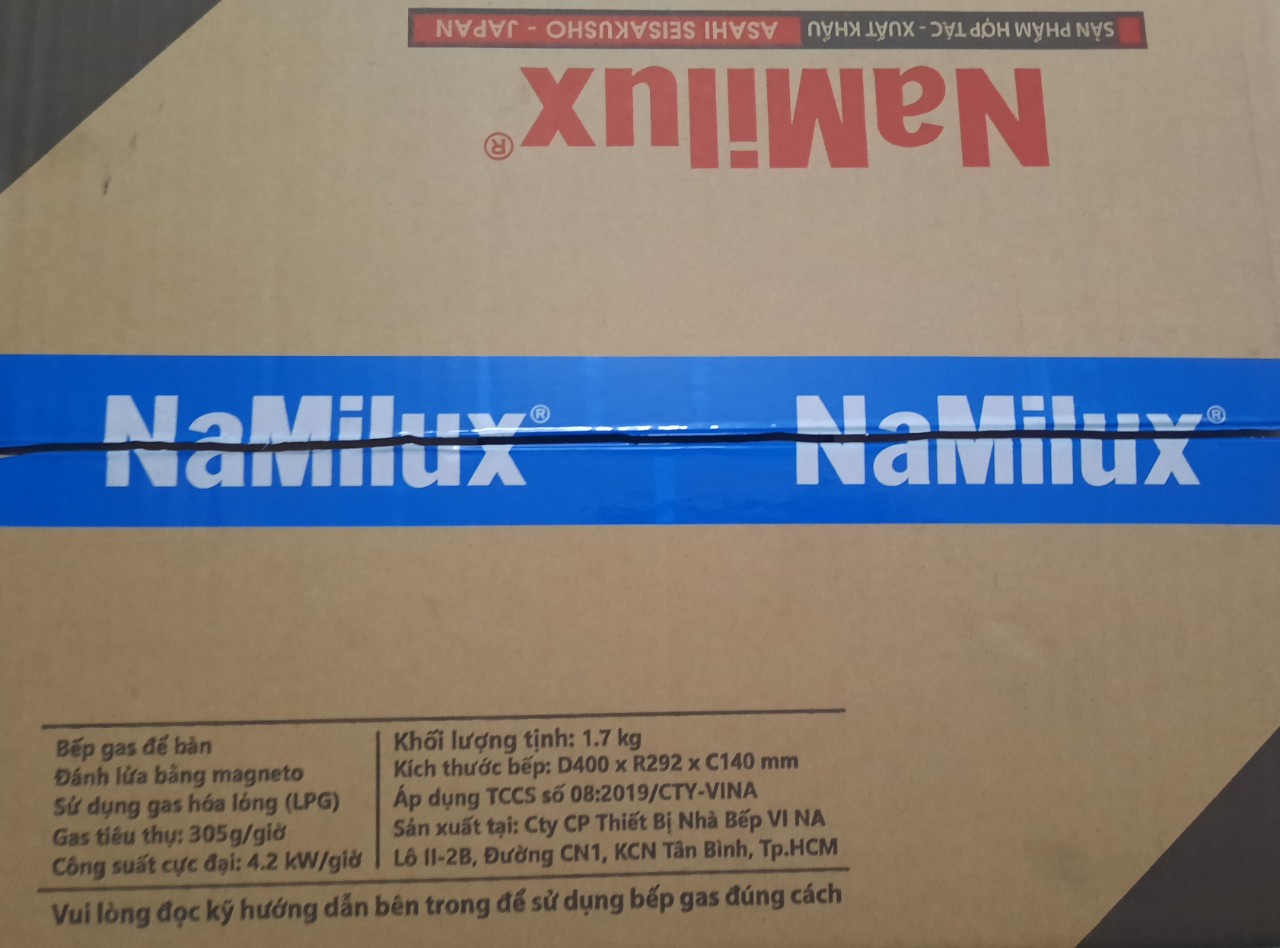 SẢN PHẨM HỢP TÁC - XUẤT KHẨU ASAHI SEISAKUSHO - JAPAN
NaMilux®
NaMilux® NaMilux®
Bếp gas để bàn
Đánh lửa bằng magneto
Sử dụng gas hóa lỏng (LPG)
Gas tiêu thụ: 305g/giờ
Công suất cực đại: 4.2 kW/giờ
Khối lượng tịnh: 1.7 kg
Kích thước bếp: D400 x R292 x C140 mm
Áp dụng TCCS số 08:2019/CTY-VINA
Sản xuất tại: Cty CP Thiết Bị Nhà Bếp VI NA
Lô II-2B, Đường CN1, KCN Tân Bình, Tp.HCM
Vui lòng đọc kỹ hướng dẫn bên trong để sử dụng bếp gas đúng cách